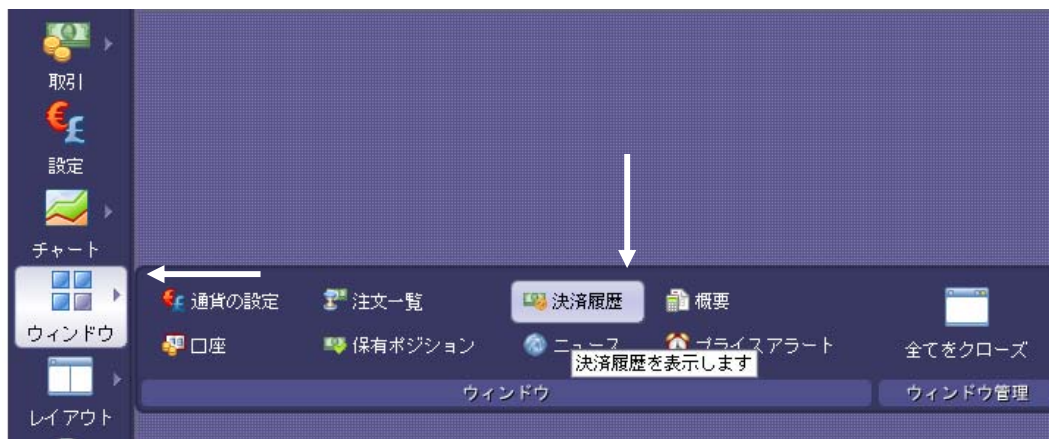 取引
設定
チャート
ウィンドウ
レイアウト
通貨の設定
注文一覧
決済履歴
概要
口座
保有ポジション
ニュース
プライスアラート
決済履歴を表示します
全てをクローズ
ウィンドウ
ウィンドウ管理